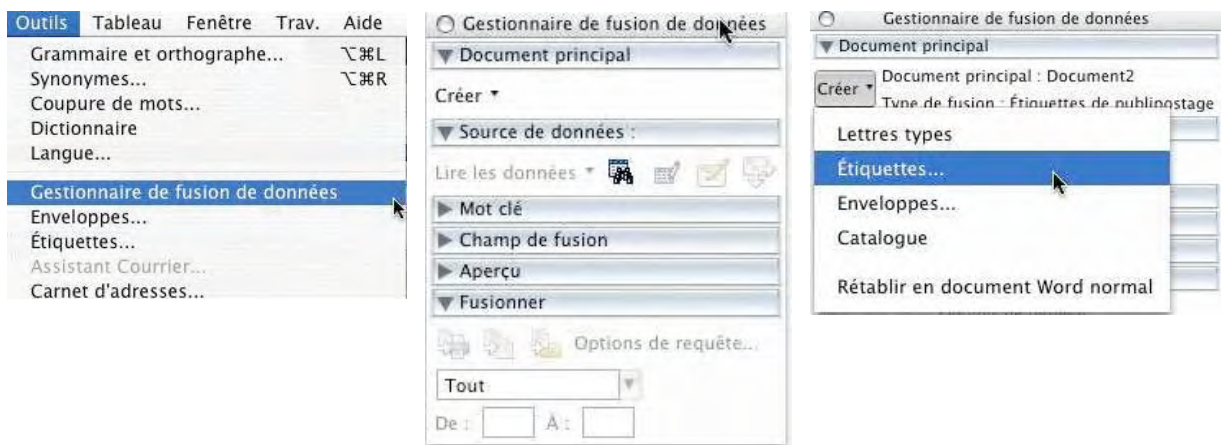 Outils Tableau Fenêtre Trav. Aide
Grammaire et orthographe... ⌥⌘L
Synonymes... ⌥⌘R
Coupure de mots...
Dictionnaire
Langue...
Gestionnaire de fusion de données
Enveloppes...
Étiquettes...
Assistant Courrier...
Carnet d'adresses...
Gestionnaire de fusion de données
Document principal
Créer
Source de données :
Lire les données
Mot clé
Champ de fusion
Aperçu
Fusionner
Options de requête...
Tout
De : À :
Gestionnaire de fusion de données
Document principal
Créer
Document principal : Document2
Type de fusion : Étiquettes de publipostage
Lettres types
Étiquettes...
Enveloppes...
Catalogue
Rétablir en document Word normal